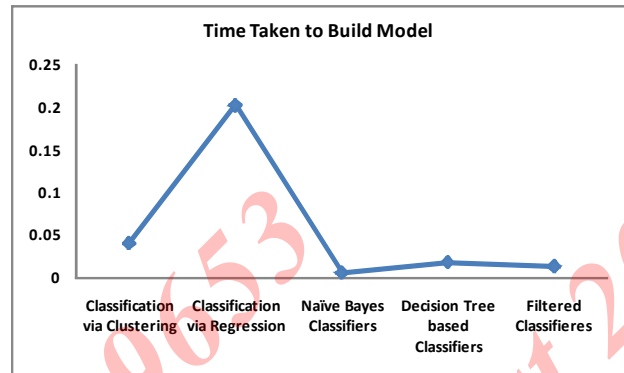 Time Taken to Build Model
0.25
0.2
0.15
0.1
0.05
0
Classification
via Clustering
Classification
via Regression
Naïve Bayes
Classifiers
Decision Tree
based
Classifiers
Filtered
Classifieres
9653